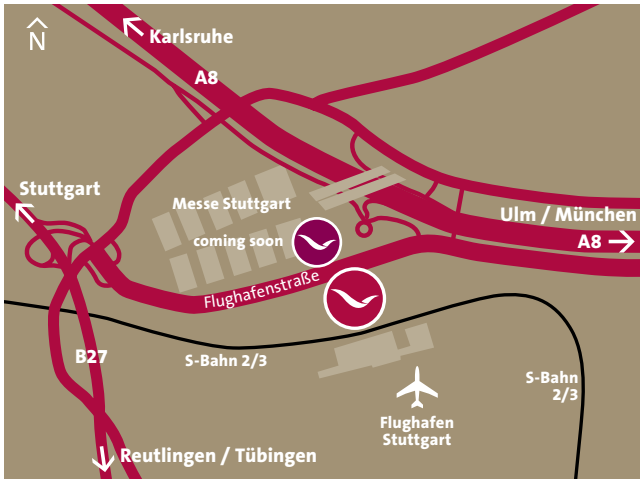 N
Karlsruhe
A8
Stuttgart
Messe Stuttgart
Ulm / München
coming soon
A8
Flughafenstraße
B27
S-Bahn 2/3
S-Bahn
2/3
Flughafen
Stuttgart
Reutlingen / Tübingen